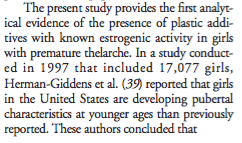 The present study provides the first analyt-
ical evidence of the presence of plastic addi-
tives with known estrogenic activity in girls
with premature thelarche. In a study conduct-
ed in 1997 that included 17,077 girls,
Herman-Giddens et al. (39) reported that girls
in the United States are developing pubertal
characteristics at younger ages than previously
reported. These authors concluded that